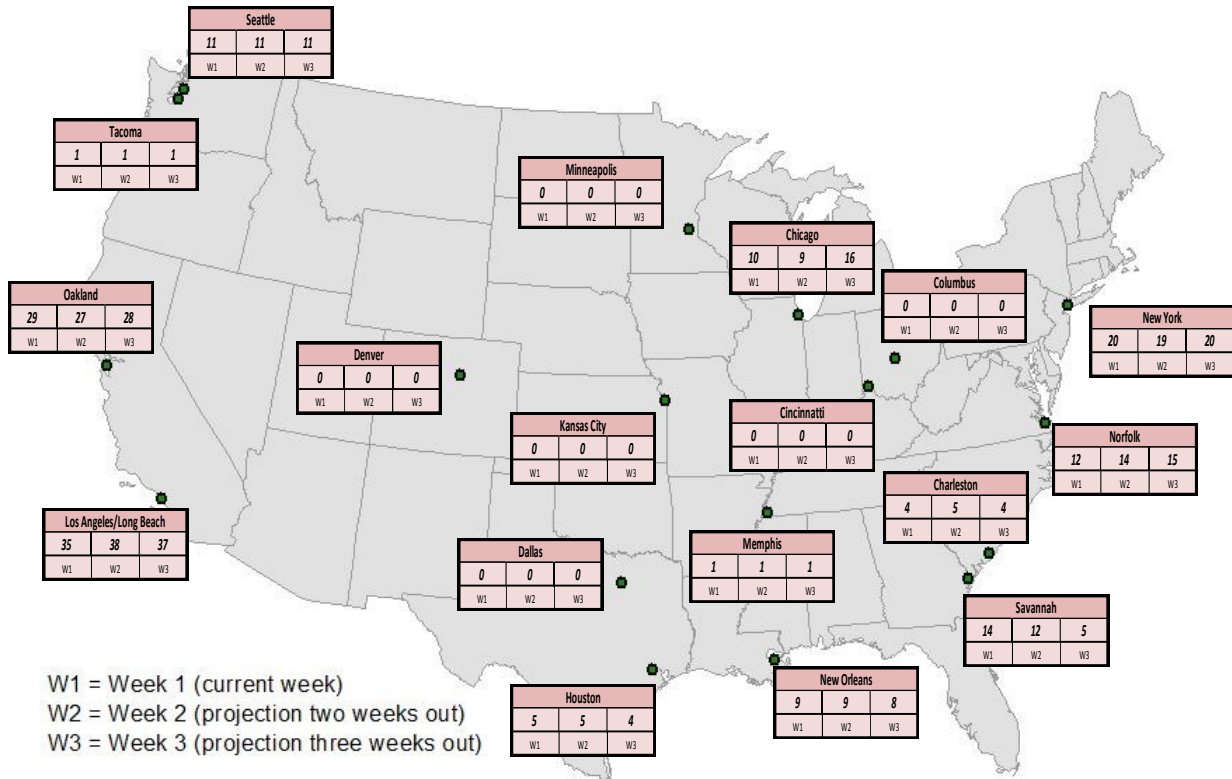 Seattle
11 11 11
W1 W2 W3
Tacoma
1 1 1
W1 W2 W3
Minneapolis
0 0 0
W1 W2 W3
Chicago
10 9 16
W1 W2 W3
Columbus
0 0 0
W1 W2 W3
Oakland
29 27 28
W1 W2 W3
New York
20 19 20
W1 W2 W3
Denver
0 0 0
W1 W2 W3
Kansas City
0 0 0
W1 W2 W3
Cincinnatti
0 0 0
W1 W2 W3
Norfolk
12 14 15
W1 W2 W3
Charleston
4 5 4
W1 W2 W3
Los Angeles/Long Beach
35 38 37
W1 W2 W3
Dallas
0 0 0
W1 W2 W3
Memphis
1 1 1
W1 W2 W3
Savannah
14 12 5
W1 W2 W3
New Orleans
9 9 8
W1 W2 W3
Houston
5 5 4
W1 W2 W3
W1 = Week 1 (current week)
W2 = Week 2 (projection two weeks out)
W3 = Week 3 (projection three weeks out)